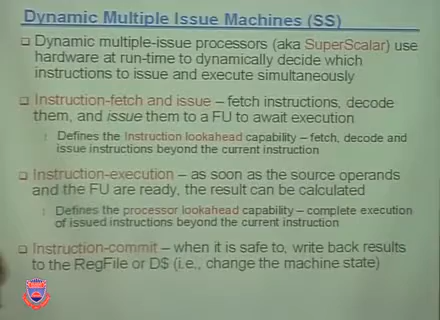 Dynamic Multiple Issue Machines (SS)
Dynamic multiple-issue processors (aka SuperScalar) use
hardware at run-time to dynamically decide which
instructions to issue and execute simultaneously
Instruction-fetch and issue – fetch instructions, decode
them, and issue them to a FU to await execution
Defines the Instruction lookahead capability – fetch, decode and
issue instructions beyond the current instruction
Instruction-execution – as soon as the source operands
and the FU are ready, the result can be calculated
Defines the processor lookahead capability – complete execution
of issued instructions beyond the current instruction
Instruction-commit – when it is safe to, write back results
to the RegFile or D$ (i.e., change the machine state)